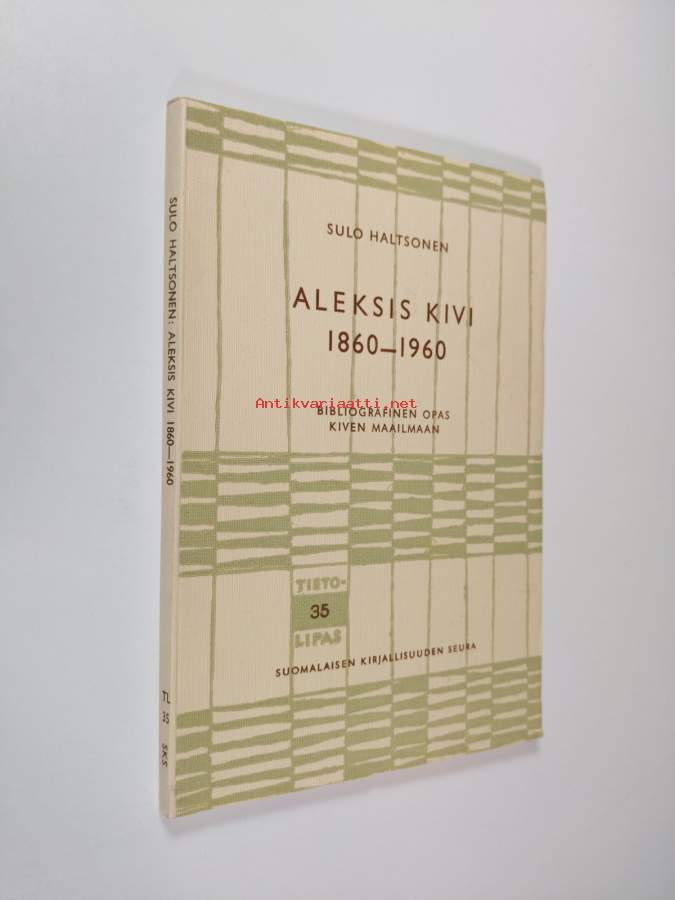 SULO HALTSONEN
ALEKSIS KIVI
1860—1960
Antikvariaatti.net
BIBLIOGRAFINEN OPAS
KIVEN MAAILMAAN
TIETO-
35
LIPAS
SUOMALAISEN KIRJALLISUUDEN SEURA
SULO HALTSONEN: ALEKSIS KIVI 1860—1960
TL
35
SKS